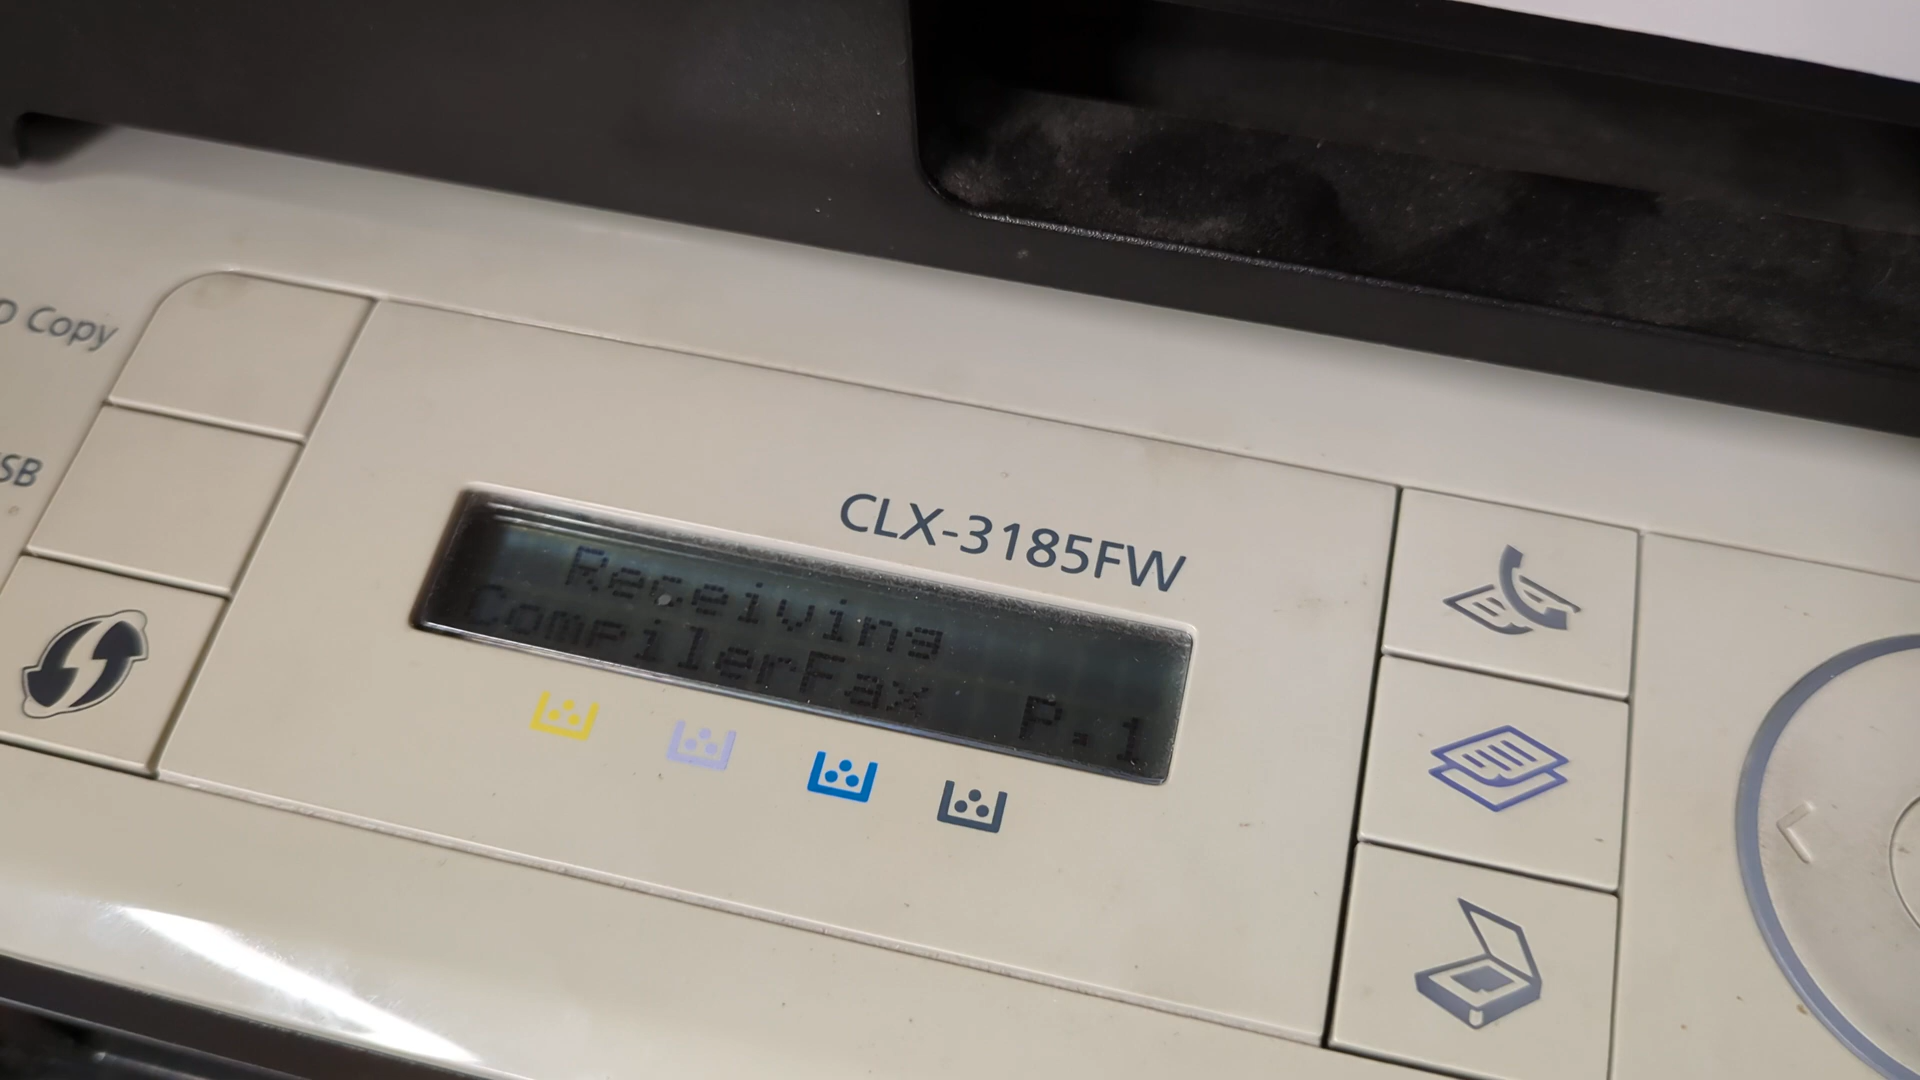 D Copy
SB
CLX-3185FW
Receiving
CompilerFax P.1